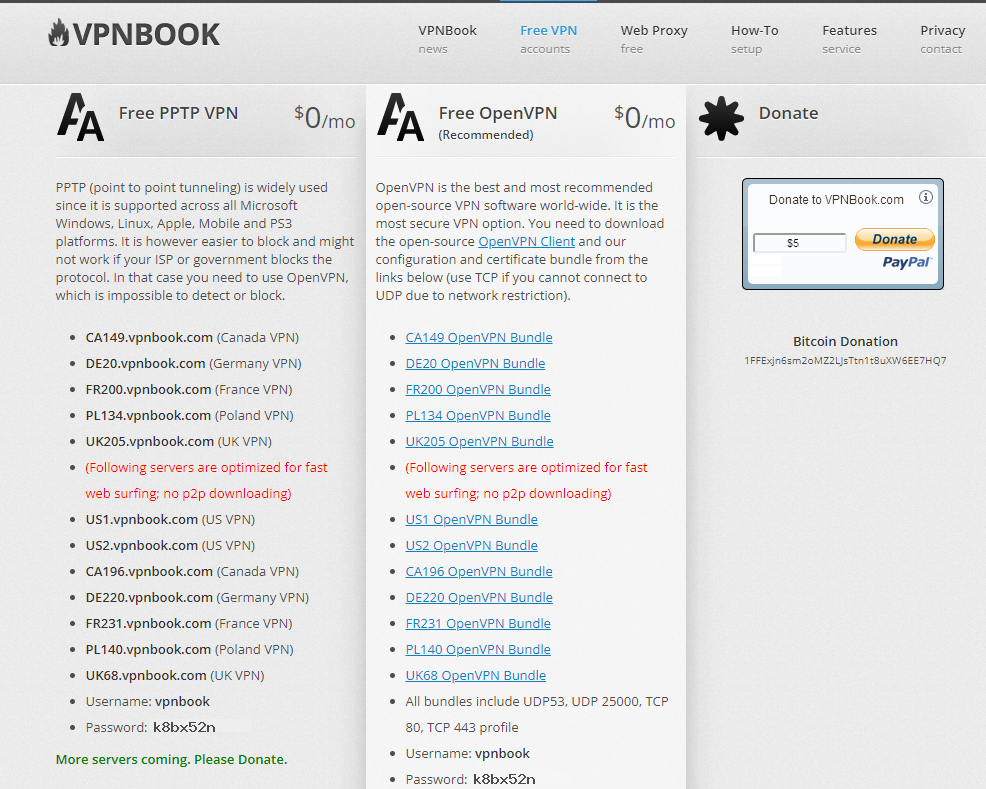 VPNBOOK
VPNBook
news
Free VPN
accounts
Web Proxy
free
How-To
setup
Features
service
Privacy
contact
Free PPTP VPN
$0/mo
PPTP (point to point tunneling) is widely used
since it is supported across all Microsoft
Windows, Linux, Apple, Mobile and PS3
platforms. It is however easier to block and might
not work if your ISP or government blocks the
protocol. In that case you need to use OpenVPN,
which is impossible to detect or block.
CA149.vpnbook.com (Canada VPN)
DE20.vpnbook.com (Germany VPN)
FR200.vpnbook.com (France VPN)
PL134.vpnbook.com (Poland VPN)
UK205.vpnbook.com (UK VPN)
(Following servers are optimized for fast
web surfing; no p2p downloading)
US1.vpnbook.com (US VPN)
US2.vpnbook.com (US VPN)
CA196.vpnbook.com (Canada VPN)
DE220.vpnbook.com (Germany VPN)
FR231.vpnbook.com (France VPN)
PL140.vpnbook.com (Poland VPN)
UK68.vpnbook.com (UK VPN)
Username: vpnbook
Password: k8bx52n
More servers coming. Please Donate.
Free OpenVPN
(Recommended)
$0/mo
OpenVPN is the best and most recommended
open-source VPN software world-wide. It is the
most secure VPN option. You need to download
the open-source OpenVPN Client and our
configuration and certificate bundle from the
links below (use TCP if you cannot connect to
UDP due to network restriction).
CA149 OpenVPN Bundle
DE20 OpenVPN Bundle
FR200 OpenVPN Bundle
PL134 OpenVPN Bundle
UK205 OpenVPN Bundle
(Following servers are optimized for fast
web surfing; no p2p downloading)
US1 OpenVPN Bundle
US2 OpenVPN Bundle
CA196 OpenVPN Bundle
DE220 OpenVPN Bundle
FR231 OpenVPN Bundle
PL140 OpenVPN Bundle
UK68 OpenVPN Bundle
All bundles include UDP53, UDP 25000, TCP
80, TCP 443 profile
Username: vpnbook
Password: k8bx52n
Donate
Donate to VPNBook.com
$5
Donate
PayPal
Bitcoin Donation
1FFExjn6sm2oMZ2LJsTtn1t8uXW6EE7HQ7